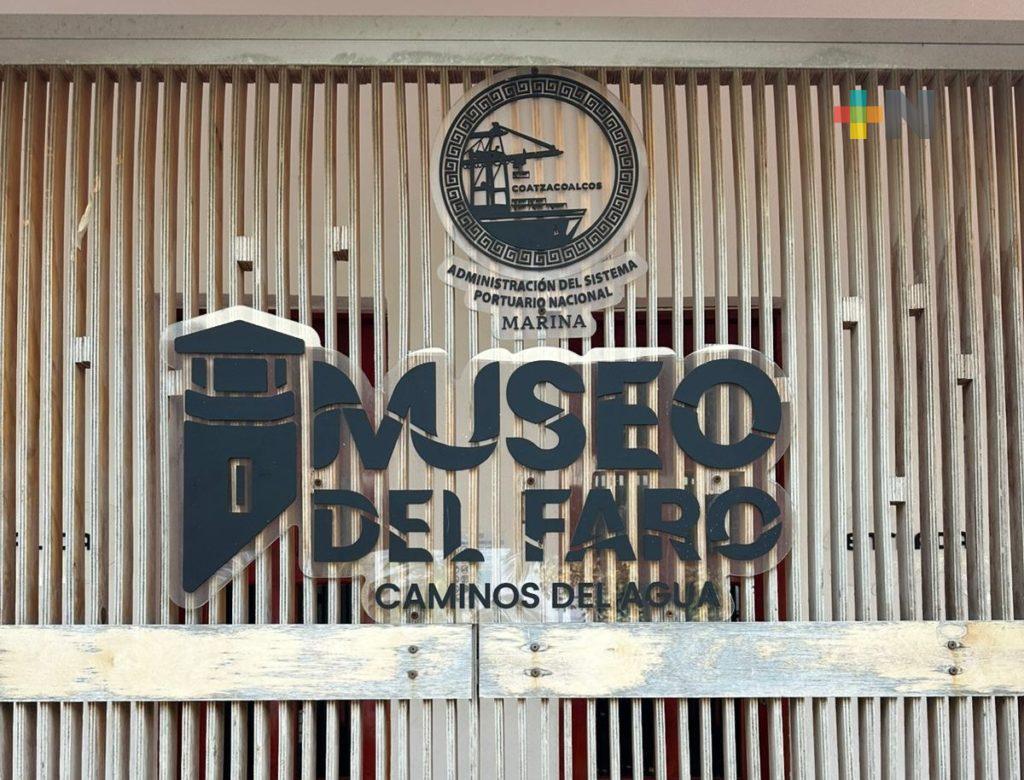 +N
COATZACOALCOS
ADMINISTRACIÓN DEL SISTEMA
PORTUARIO NACIONAL
MARINA
MUSEO
DEL FARO
CAMINOS DEL AGUA